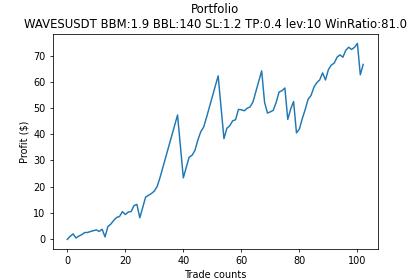 Portfolio
WAVESUSDT BBM:1.9 BBL:140 SL:1.2 TP:0.4 lev:10 WinRatio:81.0
Profit ($)
70
60
50
40
30
20
10
0
0 20 40 60 80 100
Trade counts